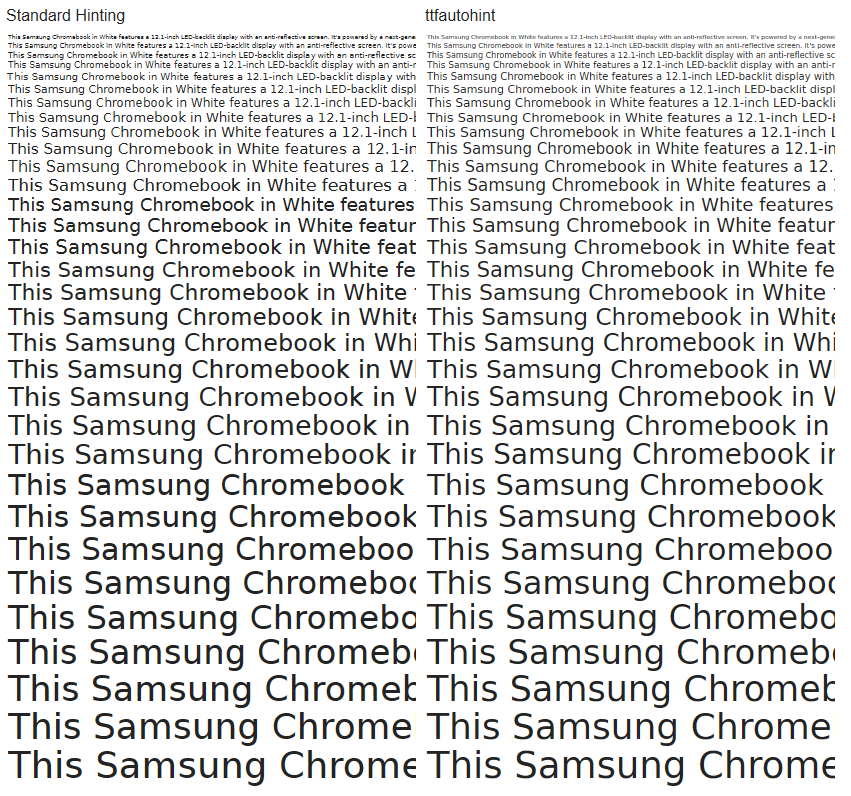 Standard Hinting
This Samsung Chromebook in White features a 12.1-inch LED-backlit display with an anti-reflective screen. It's powered by a next-gene
This Samsung Chromebook in White features a 12.1-inch LED-backlit display with an anti-reflective screen. It's powe
This Samsung Chromebook in White features a 12.1-inch LED-backlit display with an anti-reflective sc
This Samsung Chromebook in White features a 12.1-inch LED-backlit display with an anti-r
This Samsung Chromebook in White features a 12.1-inch LED-backlit display with
This Samsung Chromebook in White features a 12.1-inch LED-backlit displ
This Samsung Chromebook in White features a 12.1-inch LED-backli
This Samsung Chromebook in White features a 12.1-inch LED-b
This Samsung Chromebook in White features a 12.1-inch L
This Samsung Chromebook in White features a 12.1-in
This Samsung Chromebook in White features a 12.
This Samsung Chromebook in White features a
This Samsung Chromebook in White features
This Samsung Chromebook in White featur
This Samsung Chromebook in White feat
This Samsung Chromebook in White fe
This Samsung Chromebook in White
This Samsung Chromebook in White
This Samsung Chromebook in Whi
This Samsung Chromebook in Wh
This Samsung Chromebook in W
This Samsung Chromebook in
This Samsung Chromebook in
This Samsung Chromebook
This Samsung Chromebook
This Samsung Chromeboo
This Samsung Chromeboo
This Samsung Chromebo
This Samsung Chromebo
This Samsung Chromeb
This Samsung Chrome
This Samsung Chrome
ttfautohint
This Samsung Chromebook in White features a 12.1-inch LED-backlit display with an anti-reflective screen. It's powered by a next-gene
This Samsung Chromebook in White features a 12.1-inch LED-backlit display with an anti-reflective screen. It's powe
This Samsung Chromebook in White features a 12.1-inch LED-backlit display with an anti-reflective sc
This Samsung Chromebook in White features a 12.1-inch LED-backlit display with an anti-r
This Samsung Chromebook in White features a 12.1-inch LED-backlit display with
This Samsung Chromebook in White features a 12.1-inch LED-backlit displ
This Samsung Chromebook in White features a 12.1-inch LED-backli
This Samsung Chromebook in White features a 12.1-inch LED-b
This Samsung Chromebook in White features a 12.1-inch L
This Samsung Chromebook in White features a 12.1-in
This Samsung Chromebook in White features a 12.
This Samsung Chromebook in White features a
This Samsung Chromebook in White features
This Samsung Chromebook in White featur
This Samsung Chromebook in White feat
This Samsung Chromebook in White fe
This Samsung Chromebook in White
This Samsung Chromebook in White
This Samsung Chromebook in Whi
This Samsung Chromebook in Wh
This Samsung Chromebook in W
This Samsung Chromebook in
This Samsung Chromebook in
This Samsung Chromebook
This Samsung Chromebook
This Samsung Chromeboo
This Samsung Chromeboo
This Samsung Chromebo
This Samsung Chromebo
This Samsung Chromeb
This Samsung Chrome
This Samsung Chrome